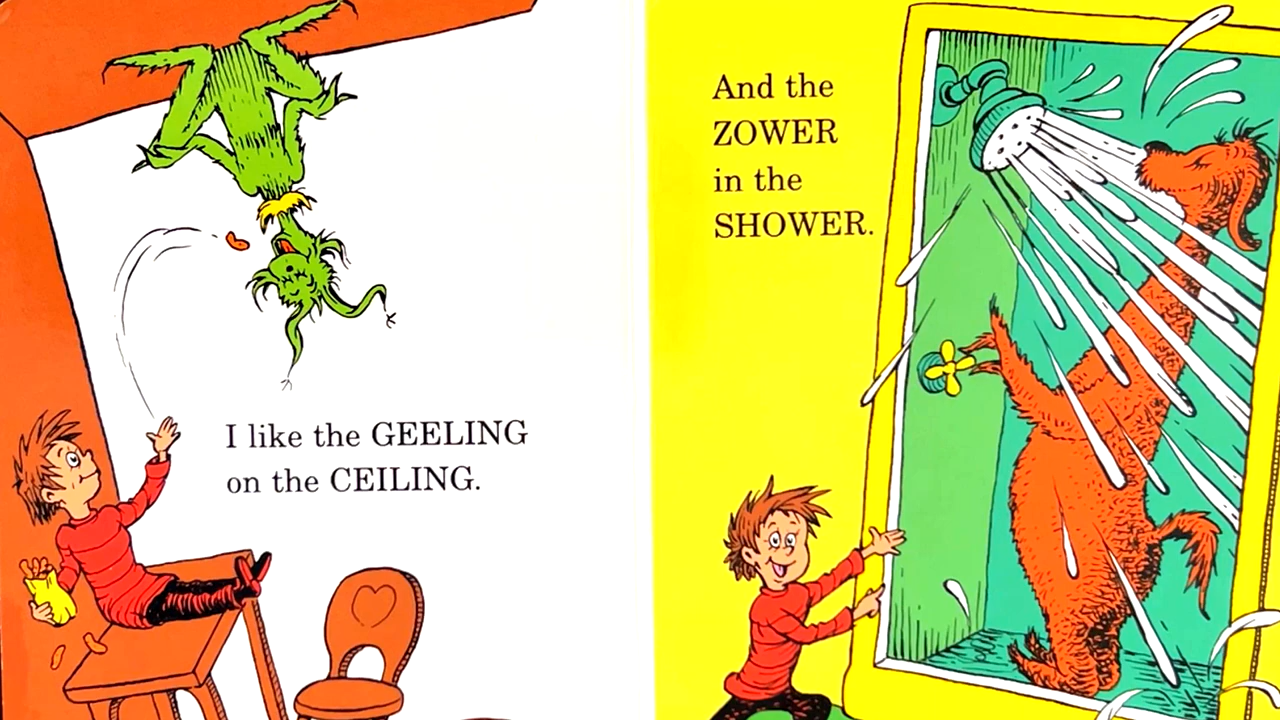 I like the GEELING
on the CEILING.
And the
ZOWER
in the
SHOWER.